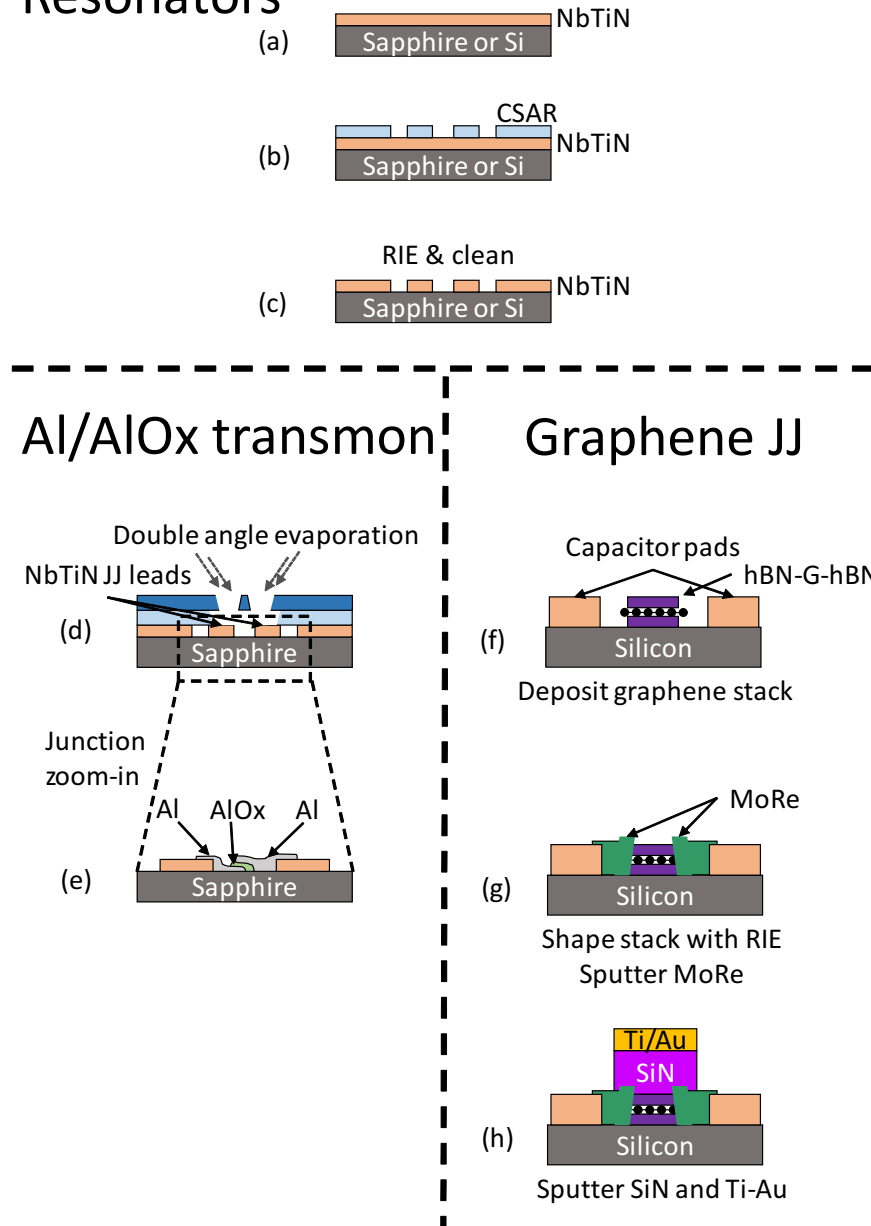 Resonators
(a)
NbTiN
Sapphire or Si
(b)
CSAR
NbTiN
Sapphire or Si
RIE & clean
(c)
NbTiN
Sapphire or Si
Al/AlOx transmon
Double angle evaporation
NbTiN JJ leads
(d)
Sapphire
Junction
zoom-in
Al
AlOx
Al
(e)
Sapphire
Graphene JJ
Capacitor pads
hBN-G-hBN
(f)
Silicon
Deposit graphene stack
MoRe
(g)
Silicon
Shape stack with RIE
Sputter MoRe
Ti/Au
SiN
(h)
Silicon
Sputter SiN and Ti-Au